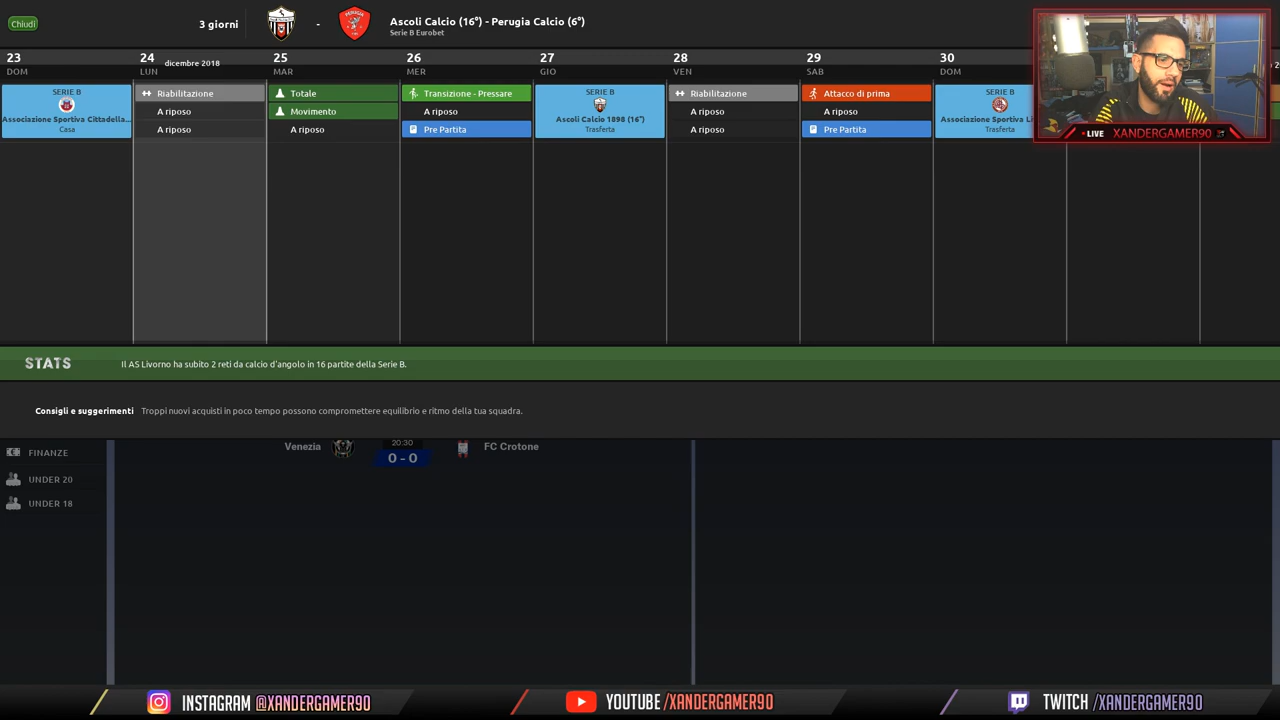 Chiudi
3 giorni
-
Ascoli Calcio (16°) - Perugia Calcio (6°)
Serie B Eurobet
23
DOM
24
LUN
dicembre 2018
25
MAR
26
MER
27
GIO
28
VEN
29
SAB
30
DOM
SERIE B
Associazione Sportiva Cittadella...
Casa
Riabilitazione
A riposo
A riposo
Totale
Movimento
A riposo
Transizione - Pressare
A riposo
Pre Partita
SERIE B
Ascoli Calcio 1898 (16°)
Trasferta
Riabilitazione
A riposo
A riposo
Attacco di prima
A riposo
Pre Partita
SERIE B
Associazione Sportiva Li
Trasferta
LIVE XANDERGAMER90
STATS
Il AS Livorno ha subito 2 reti da calcio d'angolo in 16 partite della Serie B.
Consigli e suggerimenti Troppi nuovi acquisti in poco tempo possono compromettere equilibrio e ritmo della tua squadra.
Venezia
20:30
0 - 0
FC Crotone
FINANZE
UNDER 20
UNDER 18
INSTAGRAM @XANDERGAMER90
YOUTUBE /XANDERGAMER90
TWITCH /XANDERGAMER90